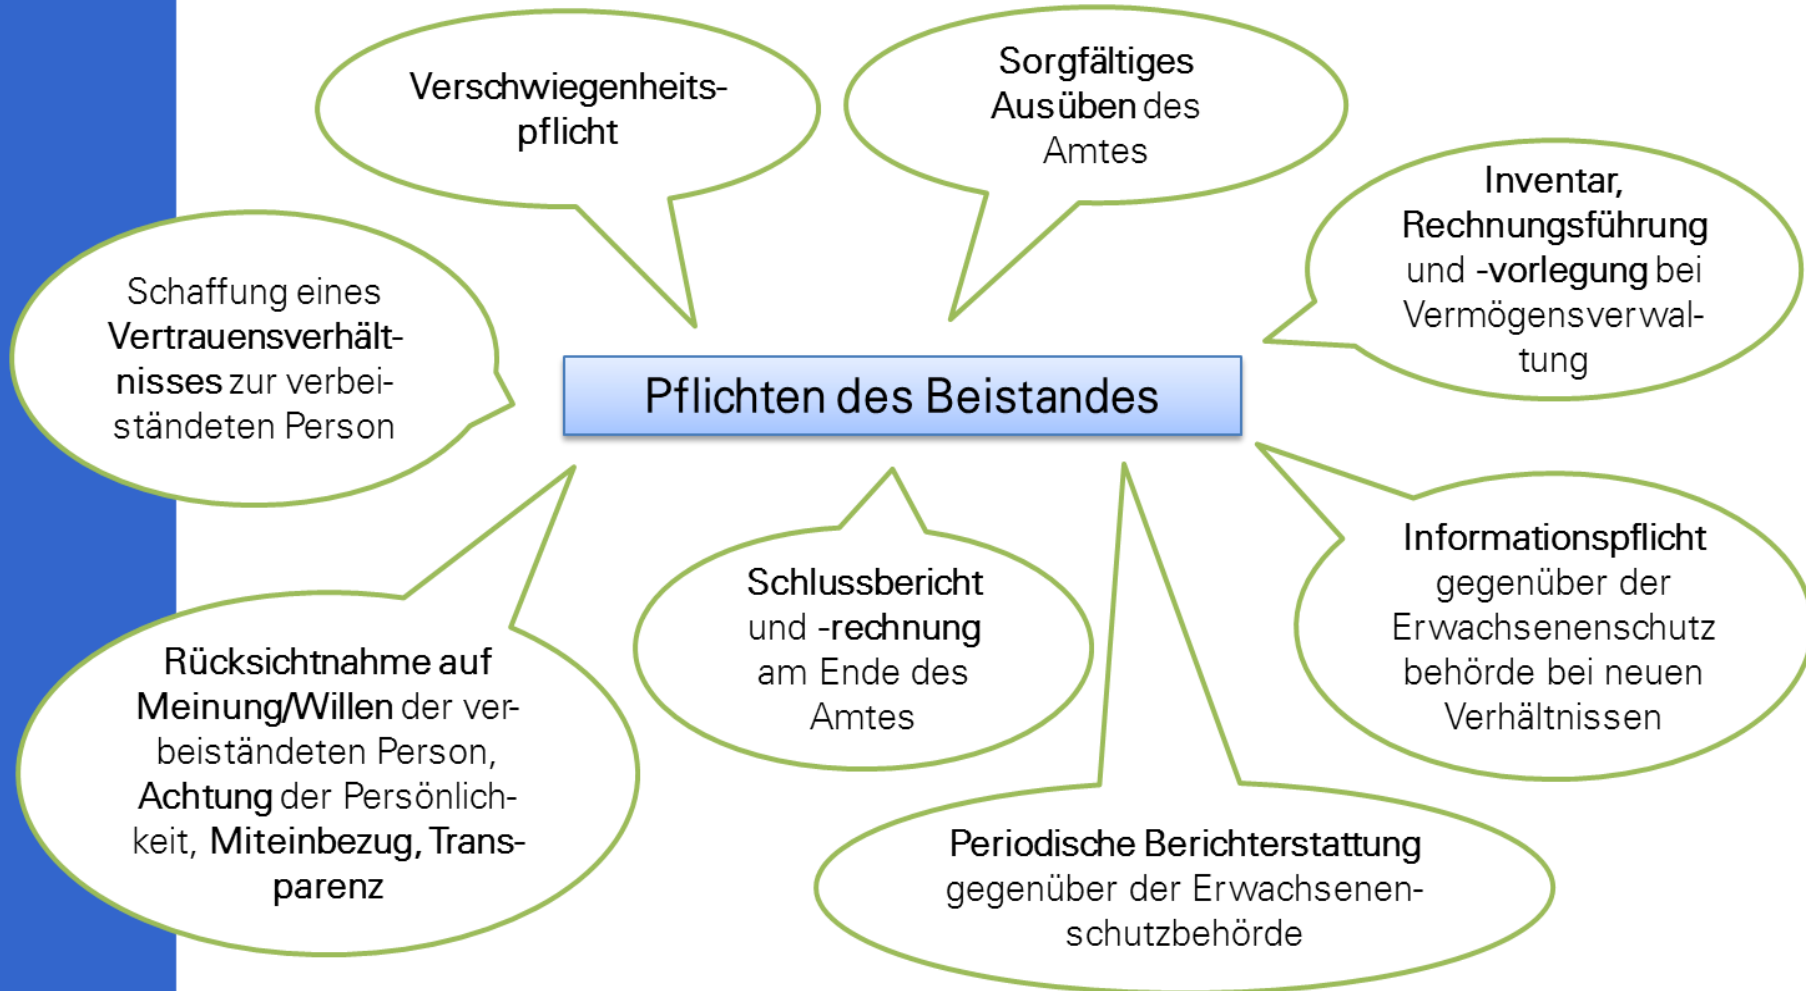 Verschwiegenheits-
pflicht
Sorgfältiges
Ausüben des
Amtes
Inventar,
Rechnungsführung
und -vorlegung bei
Vermögensverwal-
tung
Schaffung eines
Vertrauensverhält-
nisses zur verbei-
ständeten Person
Pflichten des Beistandes
Informationspflicht
gegenüber der
Erwachsenenschutz
behörde bei neuen
Verhältnissen
Schlussbericht
und -rechnung
am Ende des
Amtes
Rücksichtnahme auf
Meinung/Willen der ver-
beiständeten Person,
Achtung der Persönlich-
keit, Miteinbezug, Trans-
parenz
Periodische Berichterstattung
gegenüber der Erwachsenen-
schutzbehörde